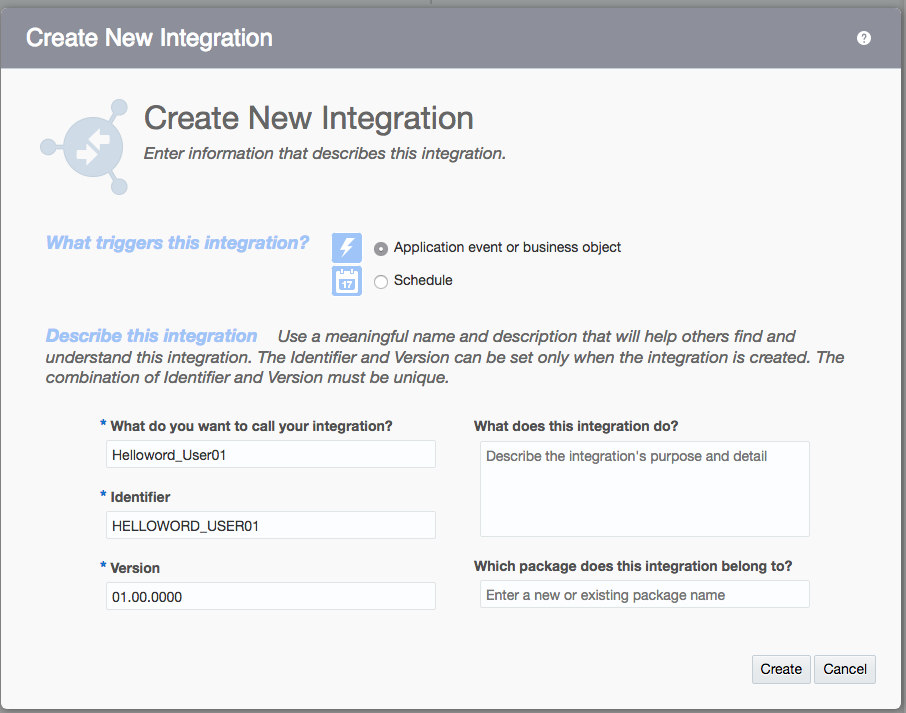 Create New Integration
?
Create New Integration
Enter information that describes this integration.
What triggers this integration?
Application event or business object
17
Schedule
Describe this integration Use a meaningful name and description that will help others find and
understand this integration. The Identifier and Version can be set only when the integration is created. The
combination of Identifier and Version must be unique.
* What do you want to call your integration?
Helloword_User01
* Identifier
HELLOWORD_USER01
* Version
01.00.0000
What does this integration do?
Describe the integration's purpose and detail
Which package does this integration belong to?
Enter a new or existing package name
Create
Cancel